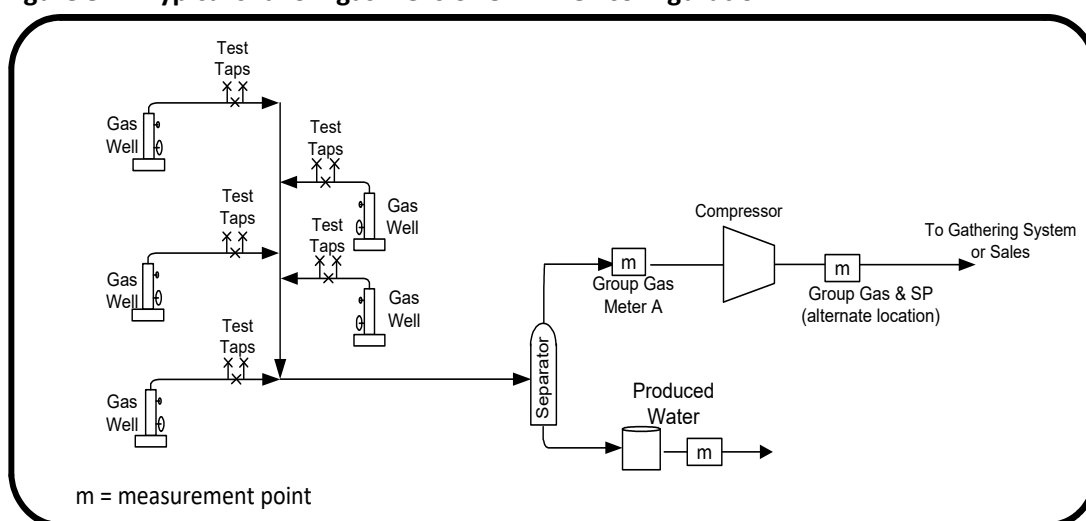 Test
Taps
Gas
Well
Test
Taps
Gas
Well
Test
Taps
Gas
Well
Test
Taps
Gas
Well
Test
Taps
Gas
Well
Separator
m
Group Gas
Meter A
Compressor
m
Group Gas & SP
(alternate location)
To Gathering System
or Sales
Produced
Water
m
m = measurement point